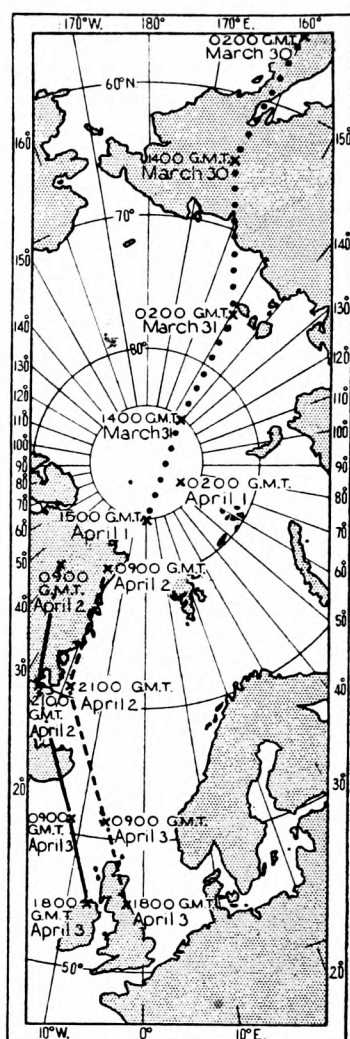 170°W. 180° 170°E. 160°
0200 G.M.T.
March 30
60°N
160°
150°
1400 G.M.T.
March 30
70°
150°
140°
0200 G.M.T.
March 31
140°
130°
130°
120°
120°
110°
100°
90°
80°
70°
60°
50°
40°
30°
20°
80°
110°
100°
90°
80°
70°
60°
50°
40°
30°
20°
1400 G.M.T.
March 31
0200 G.M.T.
April 1
1500 G.M.T.
April 1
0900
G.M.T.
April 2
0900 G.M.T.
April 2
2100
G.M.T.
April 2
2100 G.M.T.
April 2
0900
G.M.T.
April 3
0900 G.M.T.
April 3
1800
G.M.T.
April 3
1800 G.M.T.
April 3
50°
10°W. 0° 10°E.